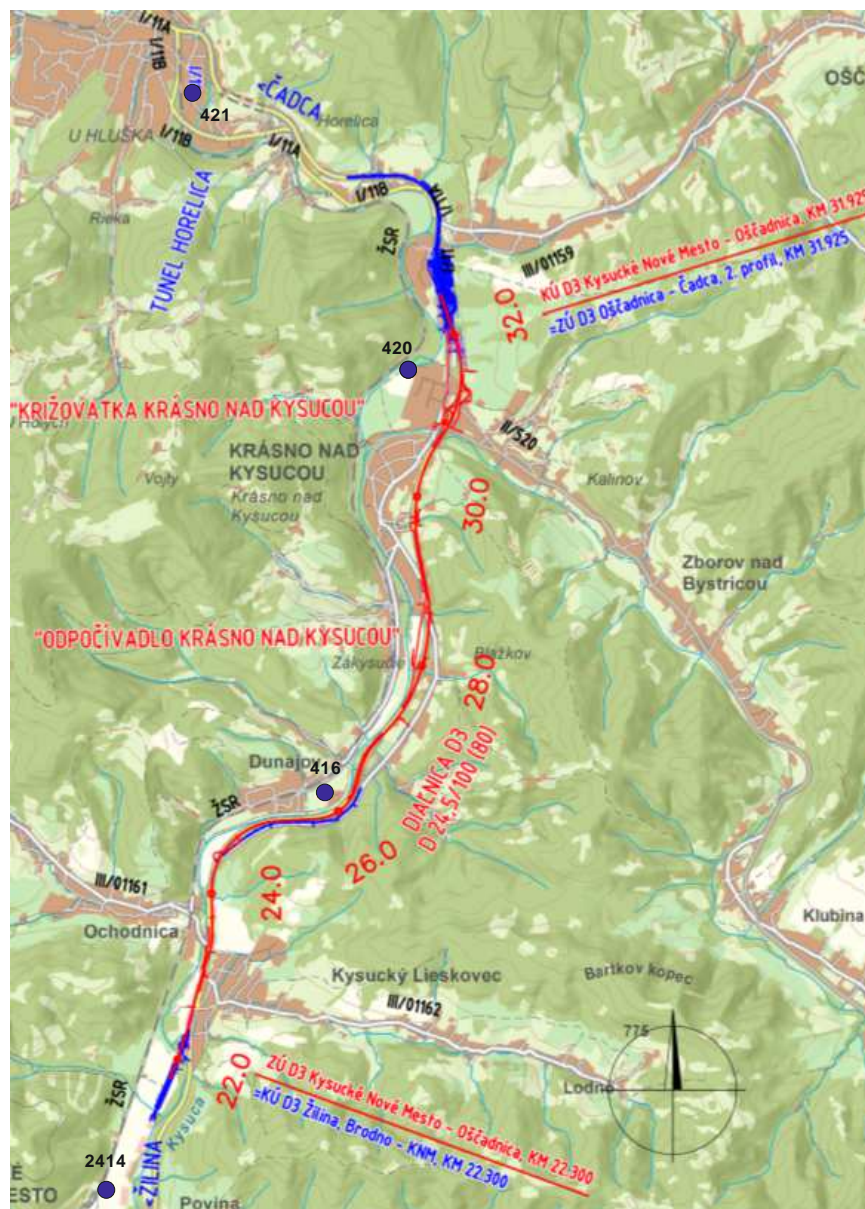 I/11A
I/11B
421
<ČADCA
OŠČ
Horelica
U HLUŠKA
I/11B
I/11A
I/11B
I/11A
TUNEL HORELICA
Rieka
ŽSR
III/01159
KÚ D3 Kysucké Nové Mesto - Oščadnica, KM 31.925
=ZÚ D3 Oščadnica - Čadca, 2. profil, KM 31.925
32.0
420
"KRIŽOVATKA KRÁSNO NAD KYSUCOU"
II/520
KRÁSNO NAD
KYSUCOU
Krásno nad
Kysucou
Vojty
Kalinov
30.0
Zborov nad
Bystricou
"ODPOČÍVADLO KRÁSNO NAD KYSUCOU"
Zákysučie
Blažkov
28.0
Dunajov
416
DIAĽNICA D3
D 24,5/100 (80)
ŽSR
26.0
24.0
III/01161
Ochodnica
Klubina
Kysucký Lieskovec
Bartkov kopec
III/01162
775
22.0
ZÚ D3 Kysucké Nové Mesto - Oščadnica, KM 22.300
=KÚ D3 Žilina, Brodno - KNM, KM 22.300
Lodno
ŽSR
Kysuca
<ŽILINA
2414
É
ESTO
Povina